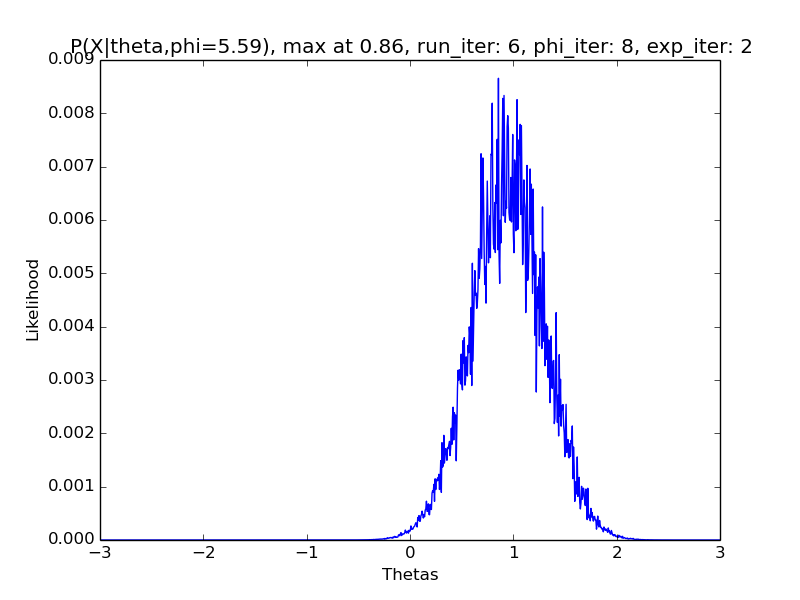 P(X|theta,phi=5.59), max at 0.86, run_iter: 6, phi_iter: 8, exp_iter: 2
0.009
0.008
0.007
0.006
0.005
0.004
0.003
0.002
0.001
0.000
Likelihood
−3 −2 −1 0 1 2 3
Thetas